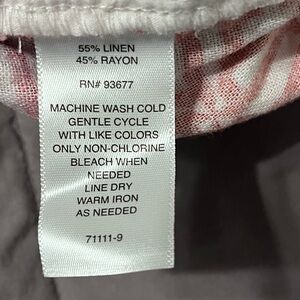 55% LINEN
45% RAYON
RN# 93677
MACHINE WASH COLD
GENTLE CYCLE
WITH LIKE COLORS
ONLY NON-CHLORINE
BLEACH WHEN
NEEDED
LINE DRY
WARM IRON
AS NEEDED
71111-9